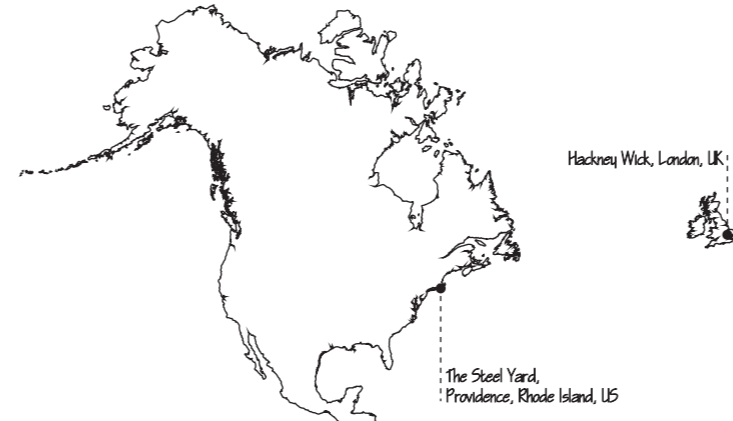 Hackney Wick, London, UK
The Steel Yard,
Providence, Rhode Island, US